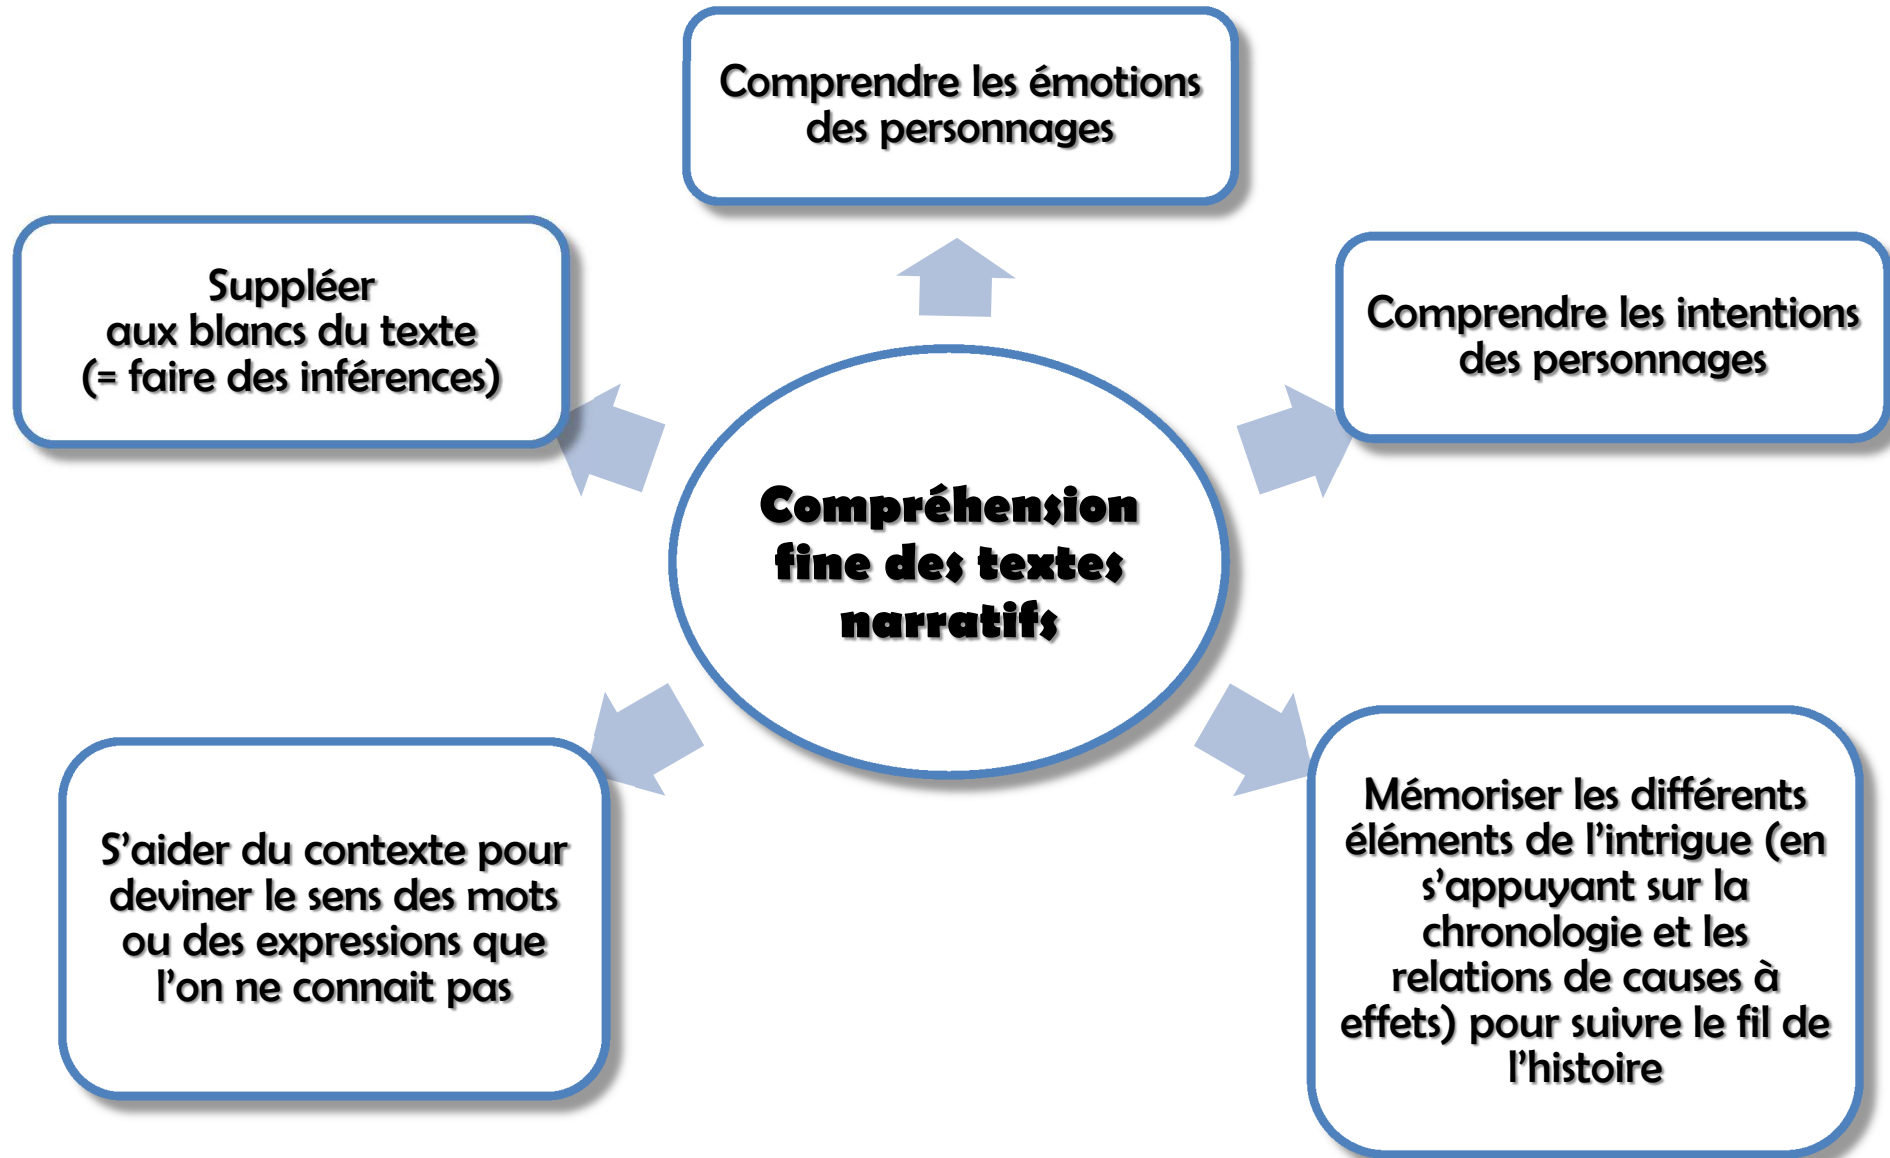 Comprendre les émotions
des personnages
Suppléer
aux blancs du texte
(= faire des inférences)
Comprendre les intentions
des personnages
Compréhension
fine des textes
narratifs
S’aider du contexte pour
deviner le sens des mots
ou des expressions que
l’on ne connait pas
Mémoriser les différents
éléments de l’intrigue (en
s’appuyant sur la
chronologie et les
relations de causes à
effets) pour suivre le fil de
l’histoire